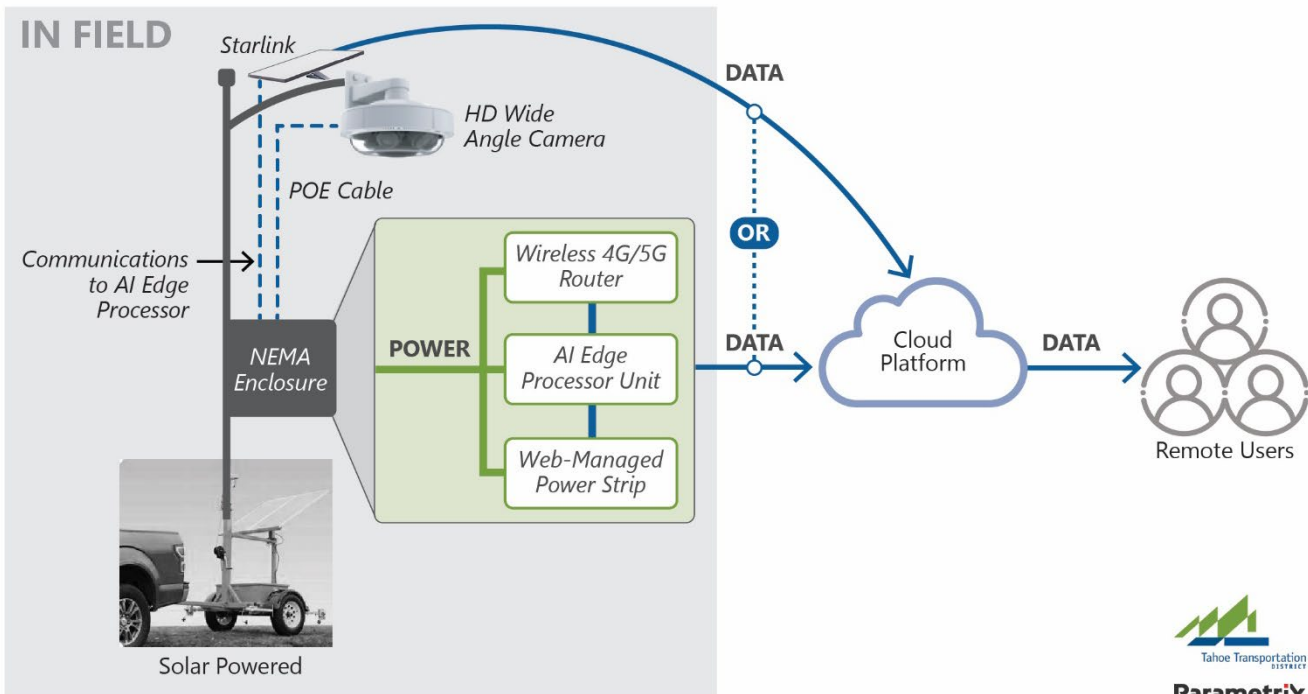 IN FIELD
Starlink
DATA
HD Wide
Angle Camera
POE Cable
OR
Communications
to AI Edge
Processor
Wireless 4G/5G
Router
NEMA
Enclosure
POWER
AI Edge
Processor Unit
DATA
Cloud
Platform
DATA
Web-Managed
Power Strip
Remote Users
Solar Powered
Tahoe Transportation
DISTRICT
Parametrix